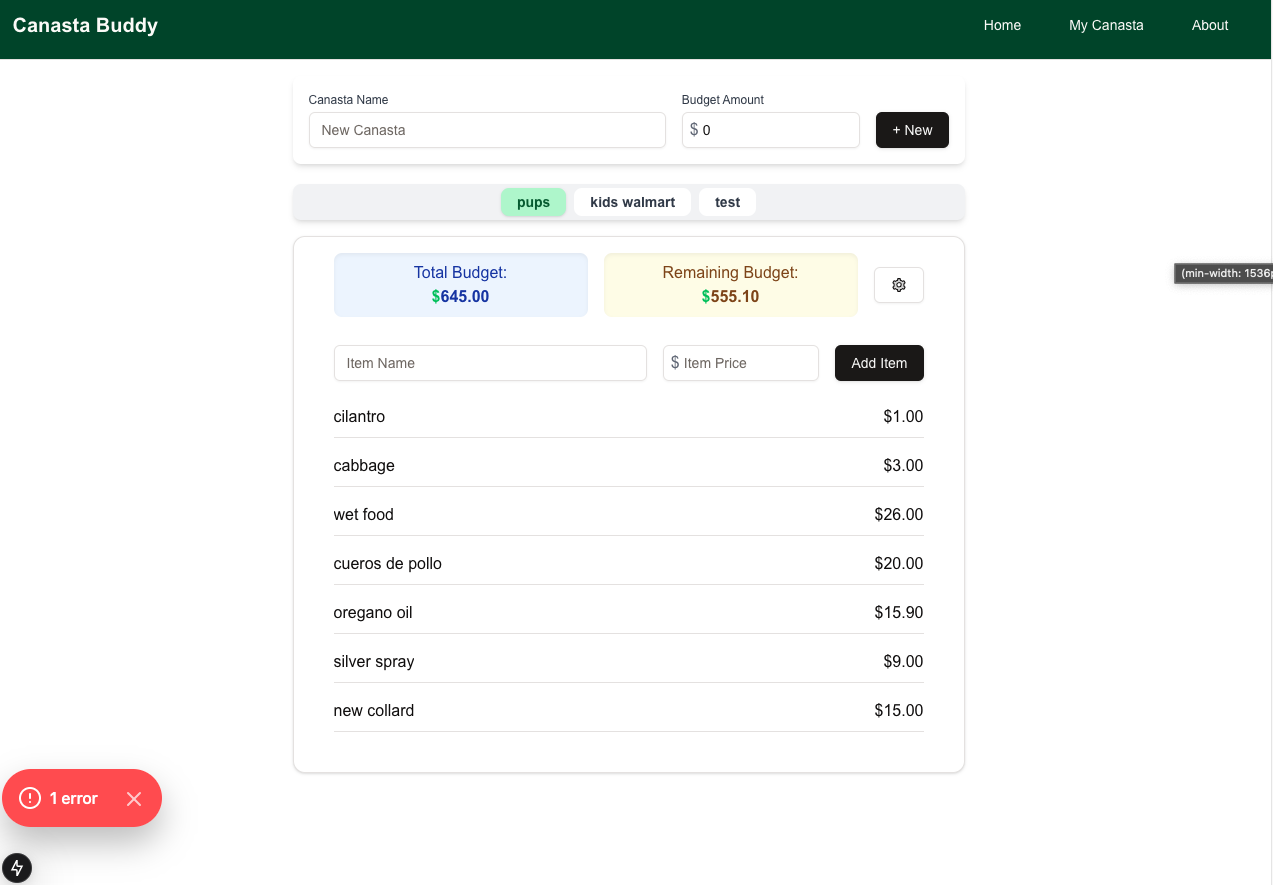 Canasta Buddy
Home My Canasta About
Canasta Name Budget Amount
New Canasta $ 0 + New
pups kids walmart test
Total Budget: Remaining Budget:
$645.00 $555.10
(min-width: 1536p
Item Name $ Item Price Add Item
cilantro $1.00
cabbage $3.00
wet food $26.00
cueros de pollo $20.00
oregano oil $15.90
silver spray $9.00
new collard $15.00
1 error